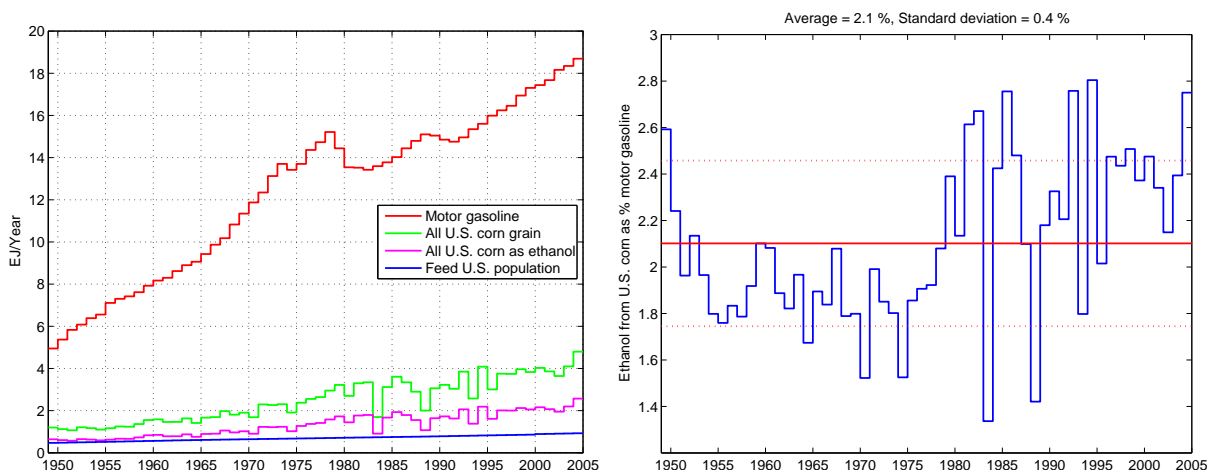 20
18
16
14
12
10
8
6
4
2
0
EJ/Year
1950 1955 1960 1965 1970 1975 1980 1985 1990 1995 2000 2005
Motor gasoline
All U.S. corn grain
All U.S. corn as ethanol
Feed U.S. population
Average = 2.1 %, Standard deviation = 0.4 %
3
2.8
2.6
2.4
2.2
2
1.8
1.6
1.4
Ethanol from U.S. corn as % motor gasoline
1950 1955 1960 1965 1970 1975 1980 1985 1990 1995 2000 2005